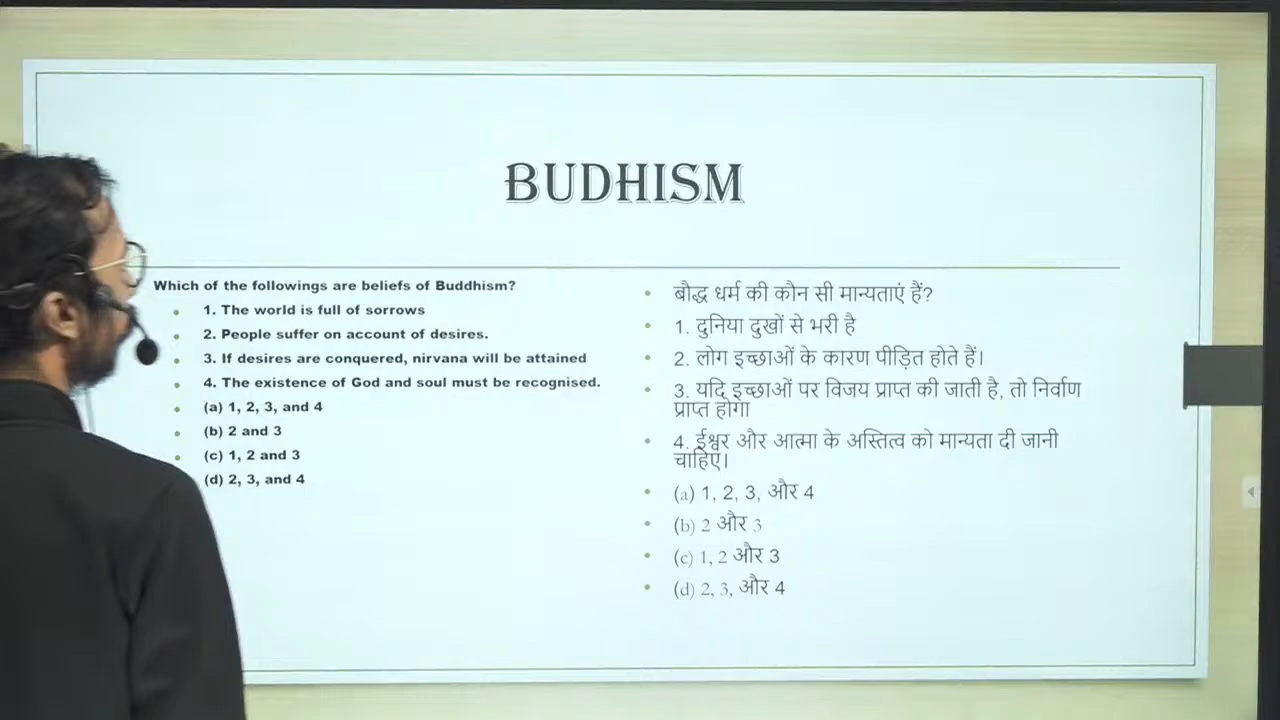 BUDHISM
Which of the followings are beliefs of Buddhism?
1. The world is full of sorrows
2. People suffer on account of desires.
3. If desires are conquered, nirvana will be attained
4. The existence of God and soul must be recognised.
(a) 1, 2, 3, and 4
(b) 2 and 3
(c) 1, 2 and 3
(d) 2, 3, and 4
बौद्ध धर्म की कौन सी मान्यताएं हैं?
1. दुनिया दुखों से भरी है
2. लोग इच्छाओं के कारण पीड़ित होते हैं।
3. यदि इच्छाओं पर विजय प्राप्त की जाती है, तो निर्वाण
प्राप्त होगा
4. ईश्वर और आत्मा के अस्तित्व को मान्यता दी जानी
चाहिए।
(a) 1, 2, 3, और 4
(b) 2 और 3
(c) 1, 2 और 3
(d) 2, 3, और 4